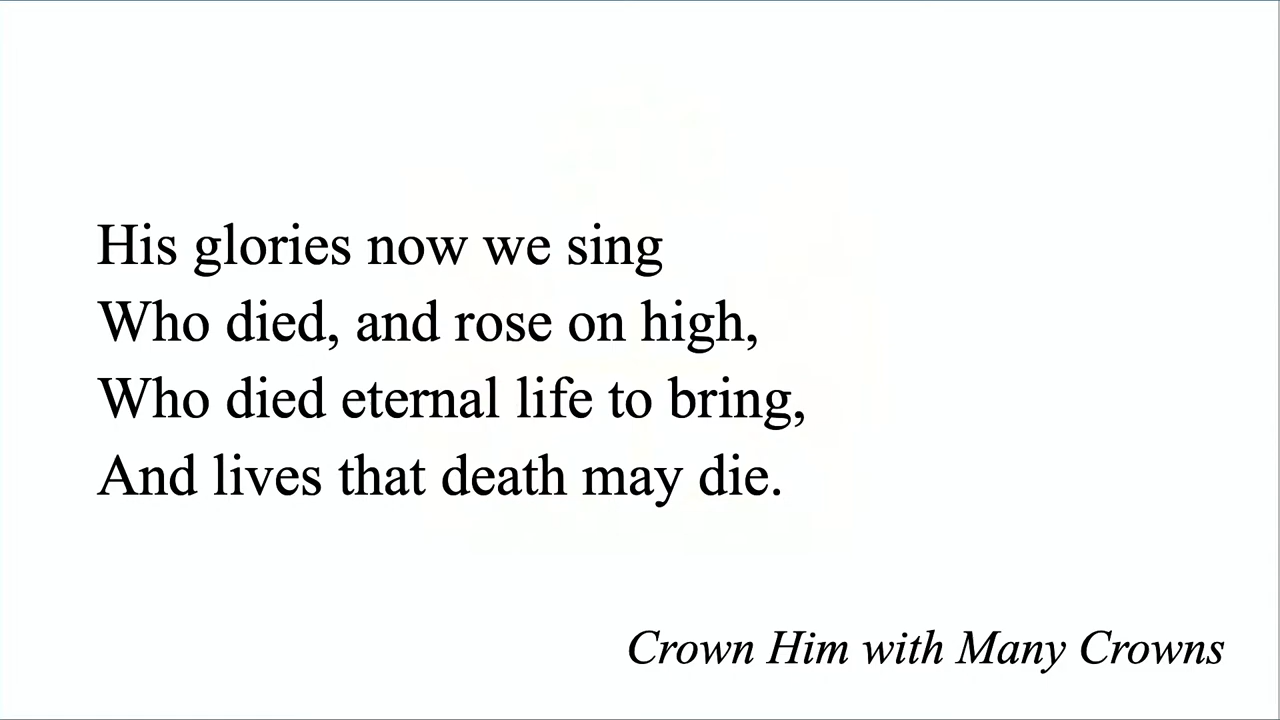 His glories now we sing
Who died, and rose on high,
Who died eternal life to bring,
And lives that death may die.
Crown Him with Many Crowns